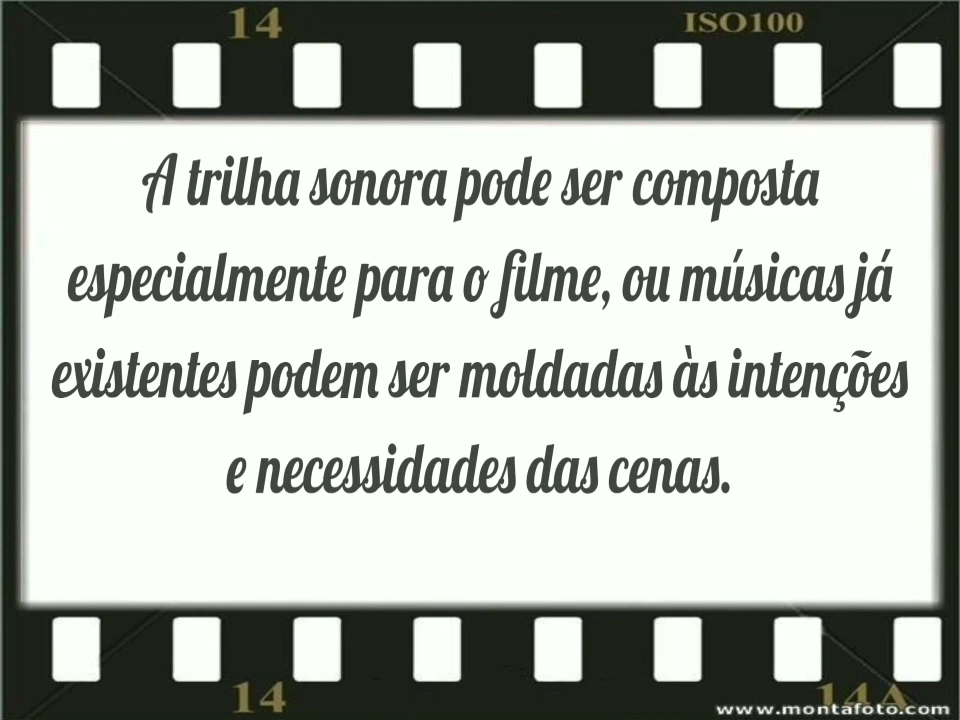 14 ISO100
A trilha sonora pode ser composta
especialmente para o filme, ou músicas já
existentes podem ser moldadas às intenções
e necessidades das cenas.
14 14A
www.montafoto.com